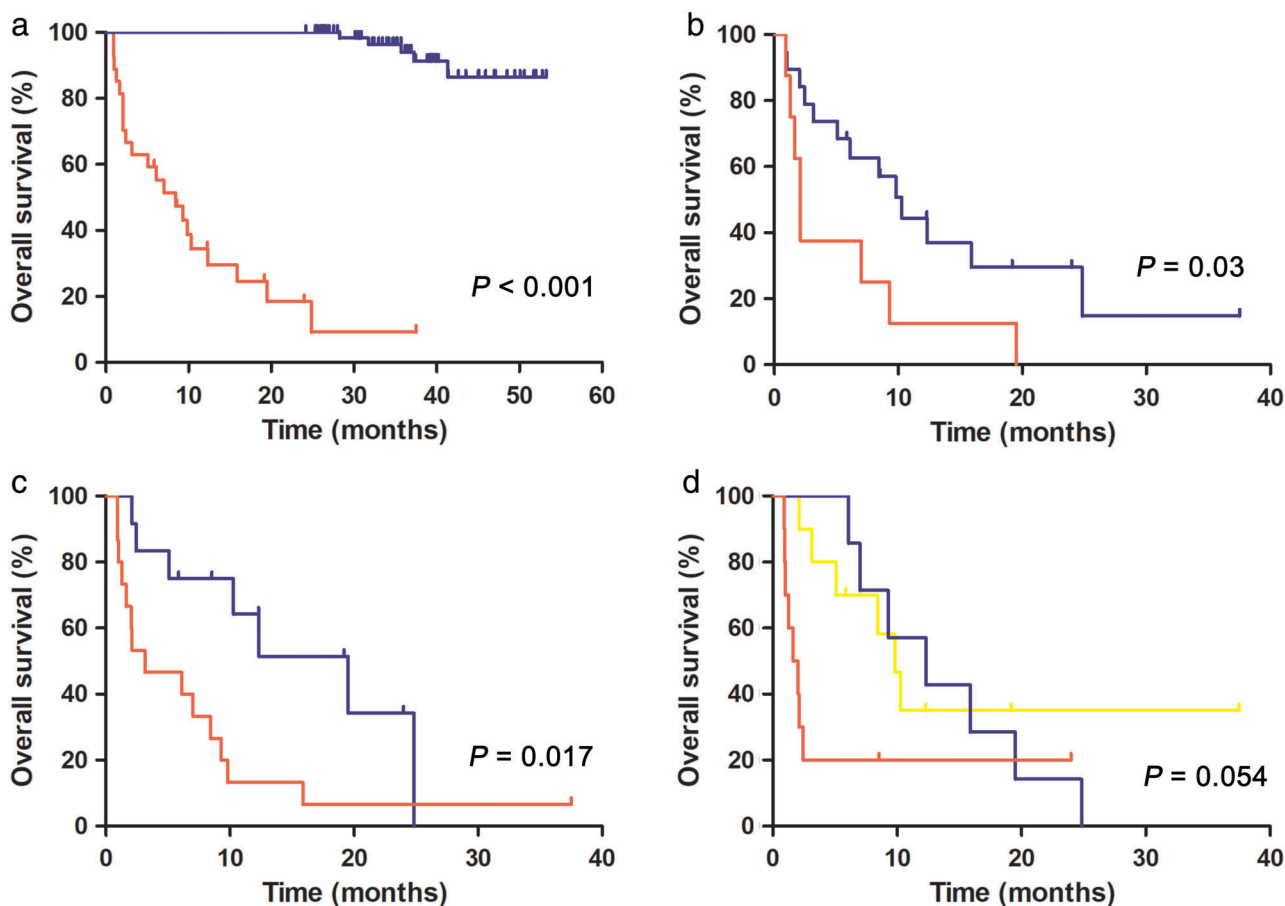 a
Overall survival (%)
100
80
60
40
20
0
P < 0.001
0 10 20 30 40 50 60
Time (months)
b
Overall survival (%)
100
80
60
40
20
0
P = 0.03
0 10 20 30 40
Time (months)
c
Overall survival (%)
100
80
60
40
20
0
P = 0.017
0 10 20 30 40
Time (months)
d
Overall survival (%)
100
80
60
40
20
0
P = 0.054
0 10 20 30 40
Time (months)